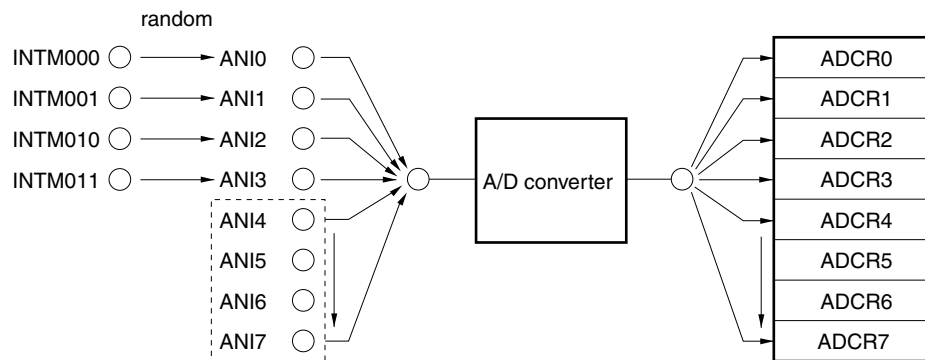 random
INTM000 ANI0 ADCR0
INTM001 ANI1 ADCR1
INTM010 ANI2 ADCR2
INTM011 ANI3 A/D converter ADCR3
ANI4 ADCR4
ANI5 ADCR5
ANI6 ADCR6
ANI7 ADCR7